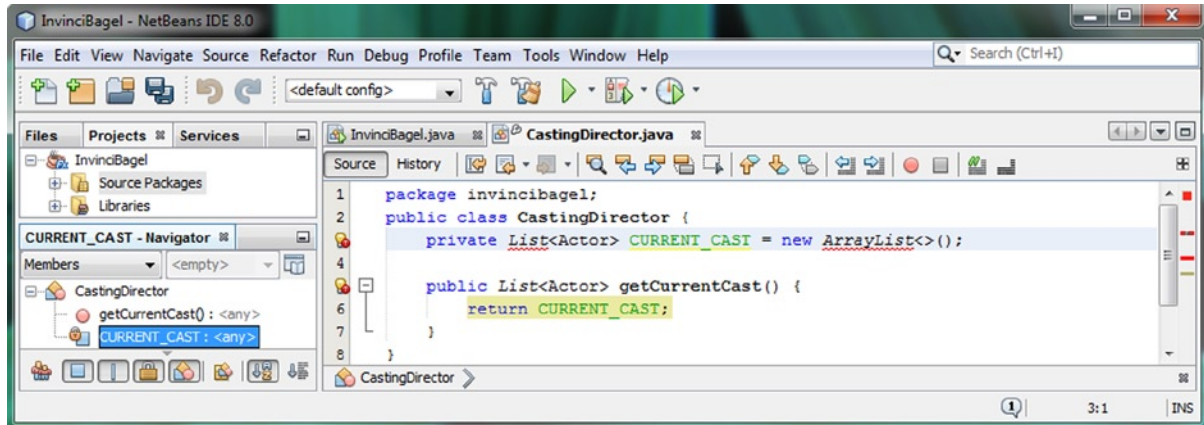 InvinciBagel - NetBeans IDE 8.0
File Edit View Navigate Source Refactor Run Debug Profile Team Tools Window Help
Search (Ctrl+I)
<default config>
Files Projects Services
InvinciBagel.java CastingDirector.java
InvinciBagel
Source Packages
Libraries
Source History
CURRENT_CAST - Navigator
Members <empty>
CastingDirector
getCurrentCast() : <any>
CURRENT_CAST : <any>
1 package invincibagel;
2 public class CastingDirector {
private List<Actor> CURRENT_CAST = new ArrayList<>();
4
public List<Actor> getCurrentCast() {
6 return CURRENT_CAST;
7 }
8 }
CastingDirector
1
3:1 INS